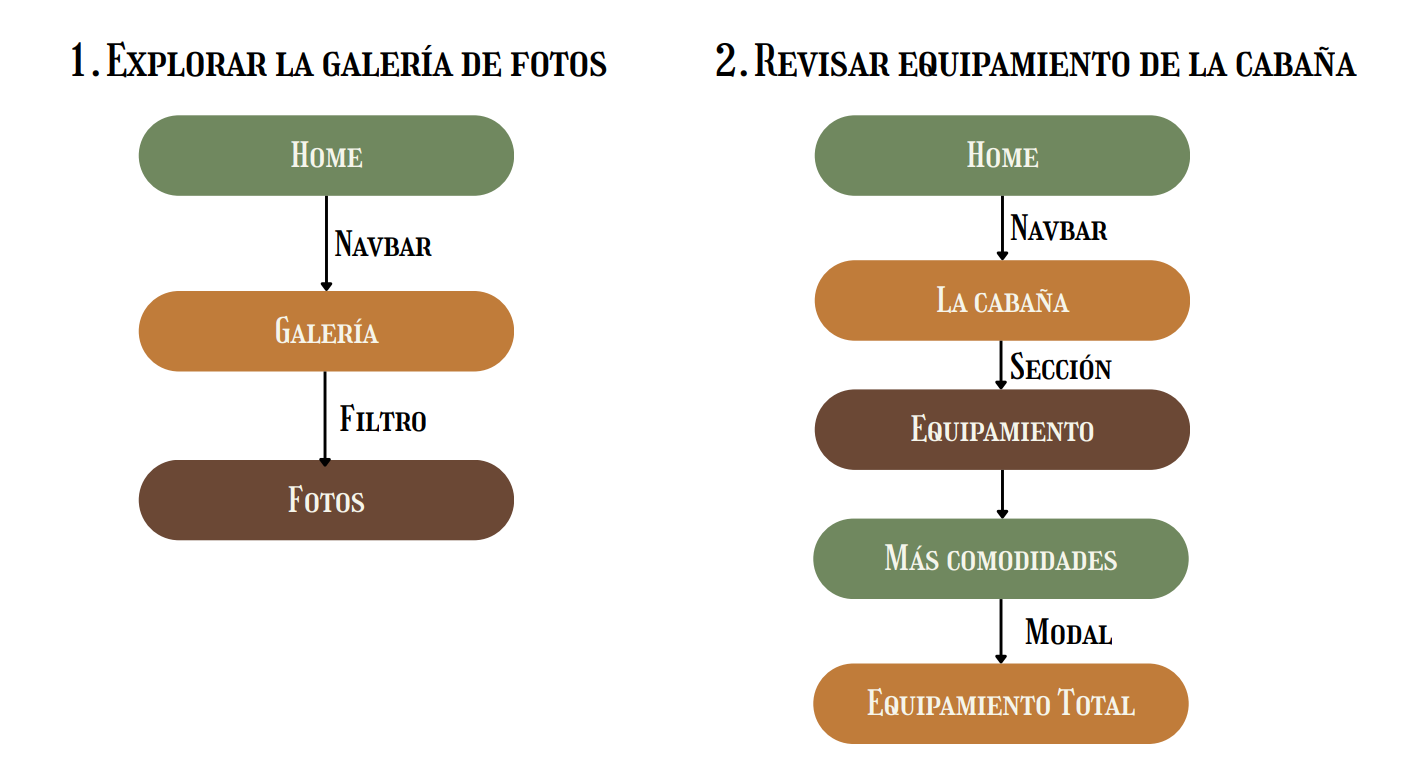 1. Explorar la galería de fotos
Home
Navbar
Galería
Filtro
Fotos
2. Revisar equipamiento de la cabaña
Home
Navbar
La cabaña
Sección
Equipamiento
Más comodidades
Modal
Equipamiento Total